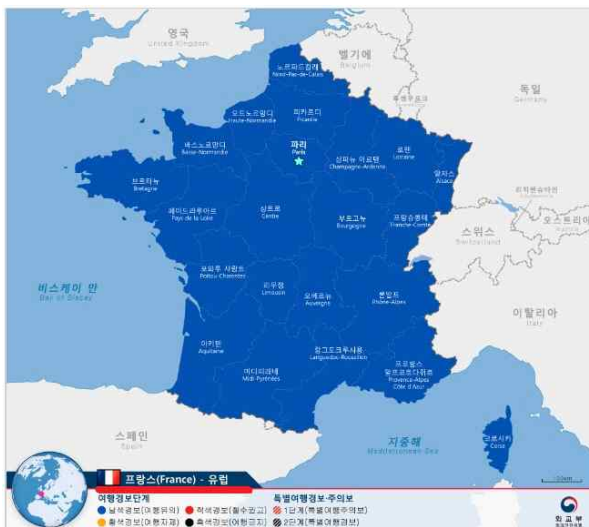 영국
United Kingdom
벨기에
Belgium
독일
Germany
노르파드칼레
Nord-Pas-de-Calais
오트노르망디
Haute-Normandie
피카르디
Picardie
바스노르망디
Basse-Normandie
파리
Paris
샹파뉴 아르덴
Champagne-Ardenne
로렌
Lorraine
알자스
Alsace
브르타뉴
Bretagne
페이드라루아르
Pays de la Loire
상트르
Centre
부르고뉴
Bourgogne
프랑슈콩테
Franche-Comté
스위스
Switzerland
오스트리아
푸아투 샤랑트
Poitou-Charentes
리무쟁
Limousin
오베르뉴
Auvergne
론알프
Rhône-Alpes
비스케이 만
Bay of Biscay
이탈리아
Italy
아키텐
Aquitaine
미디피레네
Midi-Pyrénées
랑그도크루시용
Languedoc-Roussillon
프로방스
알프코트다쥐르
Provence-Alpes
Côte d'Azur
스페인
Spain
지중해
Mediterranean Sea
코르시카
Corse
프랑스(France) - 유럽
여행경보단계
특별여행경보·주의보
남색경보(여행유의)
적색경보(철수권고)
1단계(특별여행주의보)
황색경보(여행자제)
흑색경보(여행금지)
2단계(특별여행경보)
외교부